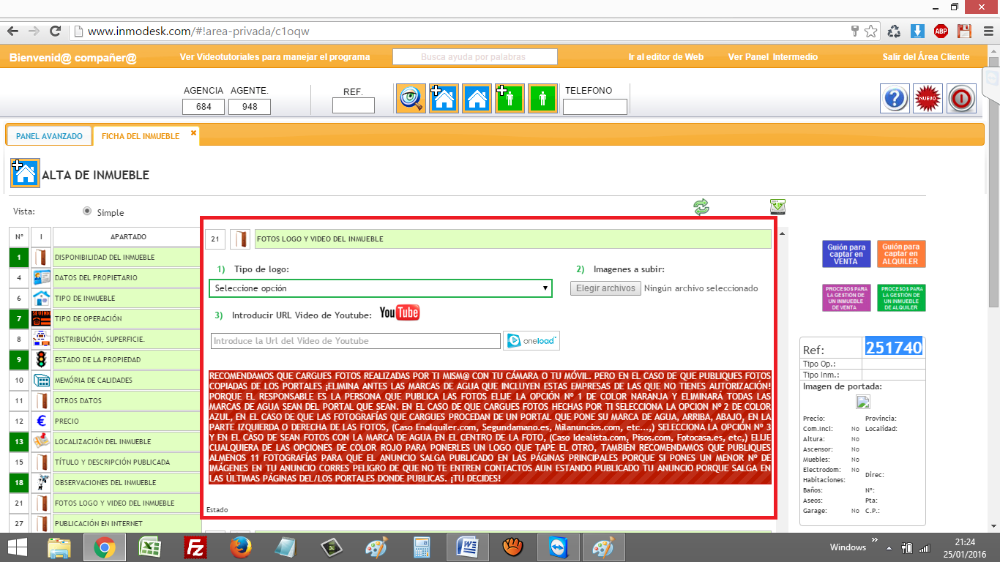 www.inmodesk.com/#!area-privada/c1oqw
ABP
Bienvenid@ compañer@
Ver Videotutoriales para manejar el programa
Busca ayuda por palabras
Ir al editor de Web
Ver Panel Intermedio
Salir del Área Cliente
AGENCIA
AGENTE.
REF.
TELEFONO
684
948
NUEVO
PANEL AVANZADO
FICHA DEL INMUEBLE
ALTA DE INMUEBLE
Vista:
Simple
Nº
I
APARTADO
1
DISPONIBILIDAD DEL INMUEBLE
4
DATOS DEL PROPIETARIO
6
TIPO DE INMUEBLE
7
SE VENDE
TIPO DE OPERACIÓN
8
DISTRIBUCIÓN, SUPERFICIE.
9
ESTADO DE LA PROPIEDAD
10
MEMÓRIA DE CALIDADES
11
OTROS DATOS
12
€
PRECIO
13
LOCALIZACIÓN DEL INMUEBLE
15
TÍTULO Y DESCRIPCIÓN PUBLICADA
18
OBSERVACIONES DEL INMUEBLE
21
FOTOS LOGO Y VIDEO DEL INMUEBLE
27
PUBLICACIÓN EN INTERNET
21
FOTOS LOGO Y VIDEO DEL INMUEBLE
1) Tipo de logo:
Seleccione opción
2) Imagenes a subir:
Elegir archivos
Ningún archivo seleccionado
3) Introducir URL Video de Youtube:
YouTube
Introduce la Url del Video de Youtube
oneload
RECOMENDAMOS QUE CARGUES FOTOS REALIZADAS POR TI MISM@ CON TU CÁMARA O TU MÓVIL. PERO EN EL CASO DE QUE PUBLIQUES FOTOS
COPIADAS DE LOS PORTALES ¡ELIMINA ANTES LAS MARCAS DE AGUA QUE INCLUYEN ESTAS EMPRESAS DE LAS QUE NO TIENES AUTORIZACIÓN!
PORQUE EL RESPONSABLE ES LA PERSONA QUE PUBLICA LAS FOTOS ELIJE LA OPCIÓN Nº 1 DE COLOR NARANJA Y ELIMINARÁ TODAS LAS
MARCAS DE AGUA SEAN DEL PORTAL QUE SEAN. EN EL CASO DE QUE CARGUES FOTOS HECHAS POR TI SELECCIONA LA OPCION Nº 2 DE COLOR
AZUL, EN EL CASO DE QUE LAS FOTOGRAFÍAS QUE CARGUES PROCEDAN DE UN PORTAL QUE PONE SU MARCA DE AGUA, ARRIBA, ABAJO, EN LA
PARTE IZQUIERDA O DERECHA DE LAS FOTOS, (Caso Enalquiler.com, Segundamano.es, Milanuncios.com, etc...,) SELECCIONA LA OPCIÓN Nº 3
Y EN EL CASO DE SEAN FOTOS CON LA MARCA DE AGUA EN EL CENTRO DE LA FOTO, (Caso Idealista.com, Pisos.com, Fotocasa.es, etc,) ELIJE
CUALQUIERA DE LAS OPCIONES DE COLOR ROJO PARA PONERLES UN LOGO QUE TAPE EL OTRO, TAMBIÉN RECOMENDAMOS QUE PUBLIQUES
ALMENOS 11 FOTOGRAFÍAS PARA QUE EL ANUNCIO SALGA PUBLICADO EN LAS PÁGINAS PRINCIPALES PORQUE SI PONES UN MENOR Nº DE
IMÁGENES EN TU ANUNCIO CORRES PELIGRO DE QUE NO TE ENTREN CONTACTOS AUN ESTANDO PUBLICADO TU ANUNCIO PORQUE SALGA EN
LAS ÚLTIMAS PÁGINAS DEL/LOS PORTALES DONDE PUBLICAS. ¡TU DECIDES!
Estado
Guión para
captar en
VENTA
Guión para
captar en
ALQUILER
PROCESOS PARA
LA GESTIÓN DE
UN INMUEBLE
DE VENTA
PROCESOS PARA
LA GESTIÓN DE
UN INMUEBLE
DE ALQUILER
Ref: 251740
Tipo Op.:
Tipo Inm.:
Imagen de portada:
Precio:
Provincia:
Com.Incl: No
Localidad:
Altura: No
Ascensor: No
Muebles: No
Electrodom: No
Direc:
Habitaciones:
Baños:
Nº:
Aseos:
Pta:
Garage: No
C.P.:
Windows
21:24
25/01/2016